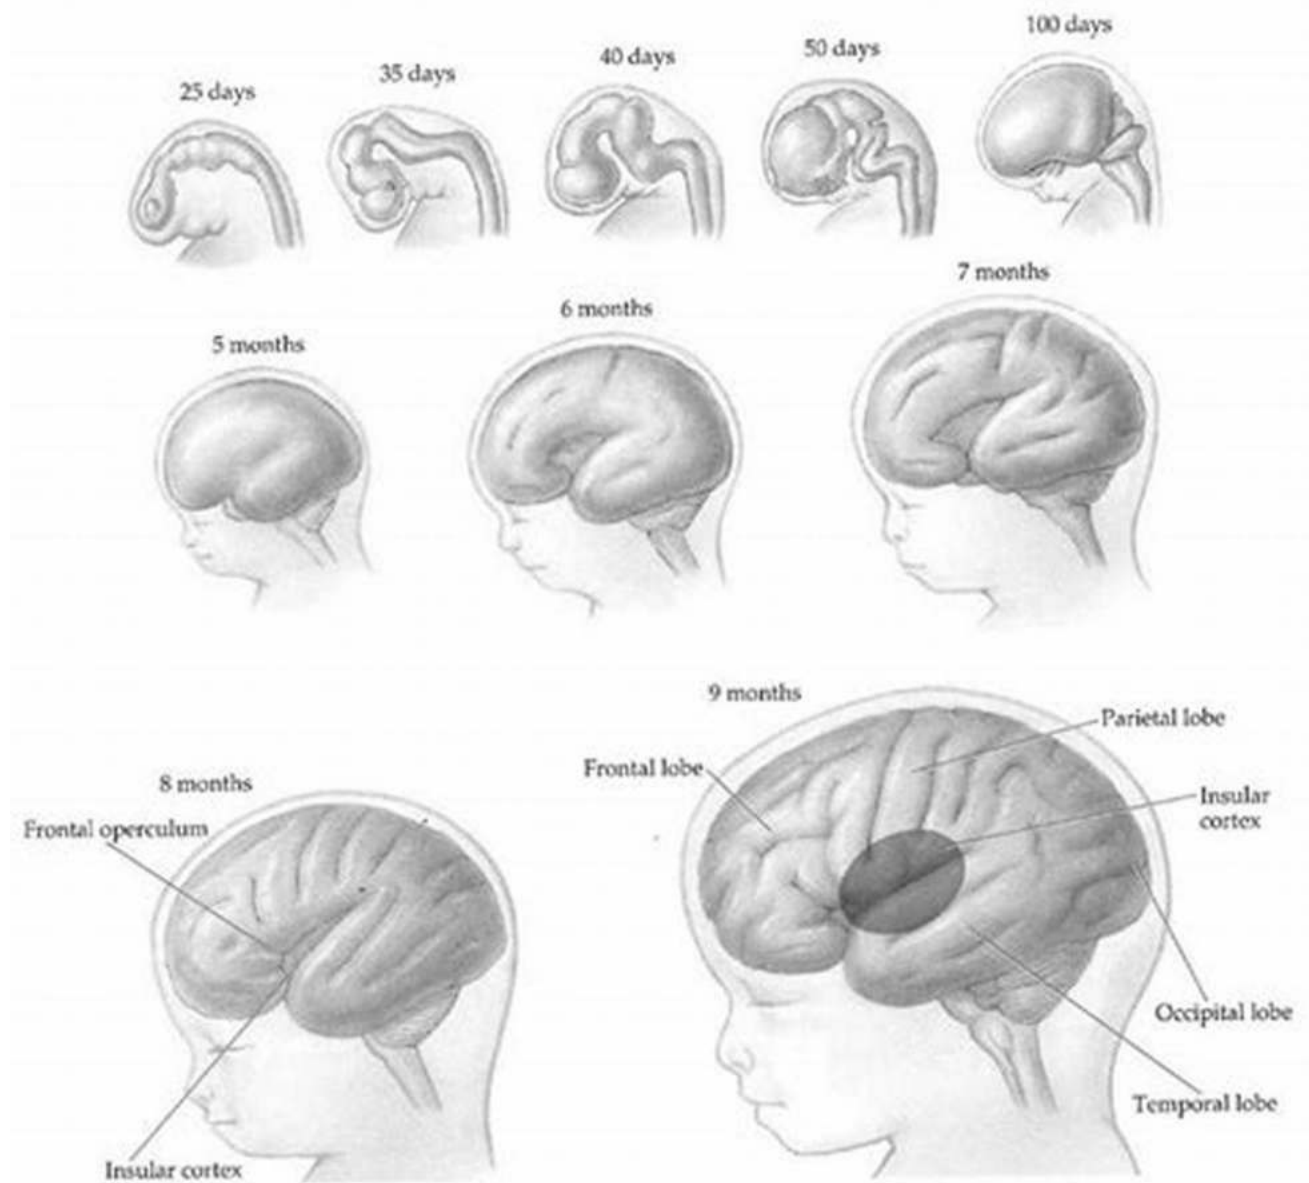 25 days
35 days
40 days
50 days
100 days
5 months
6 months
7 months
8 months
Frontal operculum
Insular cortex
9 months
Frontal lobe
Parietal lobe
Insular
cortex
Occipital lobe
Temporal lobe